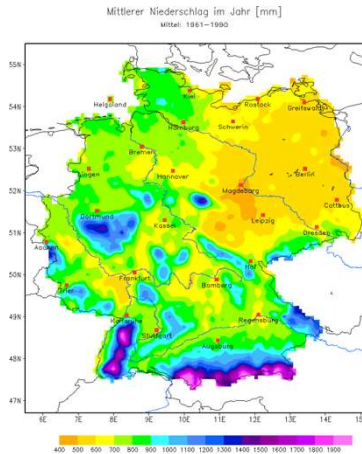 Mittlerer Niederschlag im Jahr [mm]
Mittel: 1961–1990
55N
54N
53N
52N
51N
50N
49N
48N
47N
Kiel
Helgoland
Rostock
Greifswald
Hamburg
Schwerin
Bremen
Lingen
Hannover
Berlin
Magdeburg
Cottbus
Dortmund
Kassel
Leipzig
Dresden
Aachen
Hof
Frankfurt
Trier
Bamberg
Karlsruhe
Regensburg
Stuttgart
Augsburg
6E 7E 8E 9E 10E 11E 12E 13E 14E
400 500 600 700 800 900 1000 1100 1200 1300 1400 1500 1600 1700 1800 1900